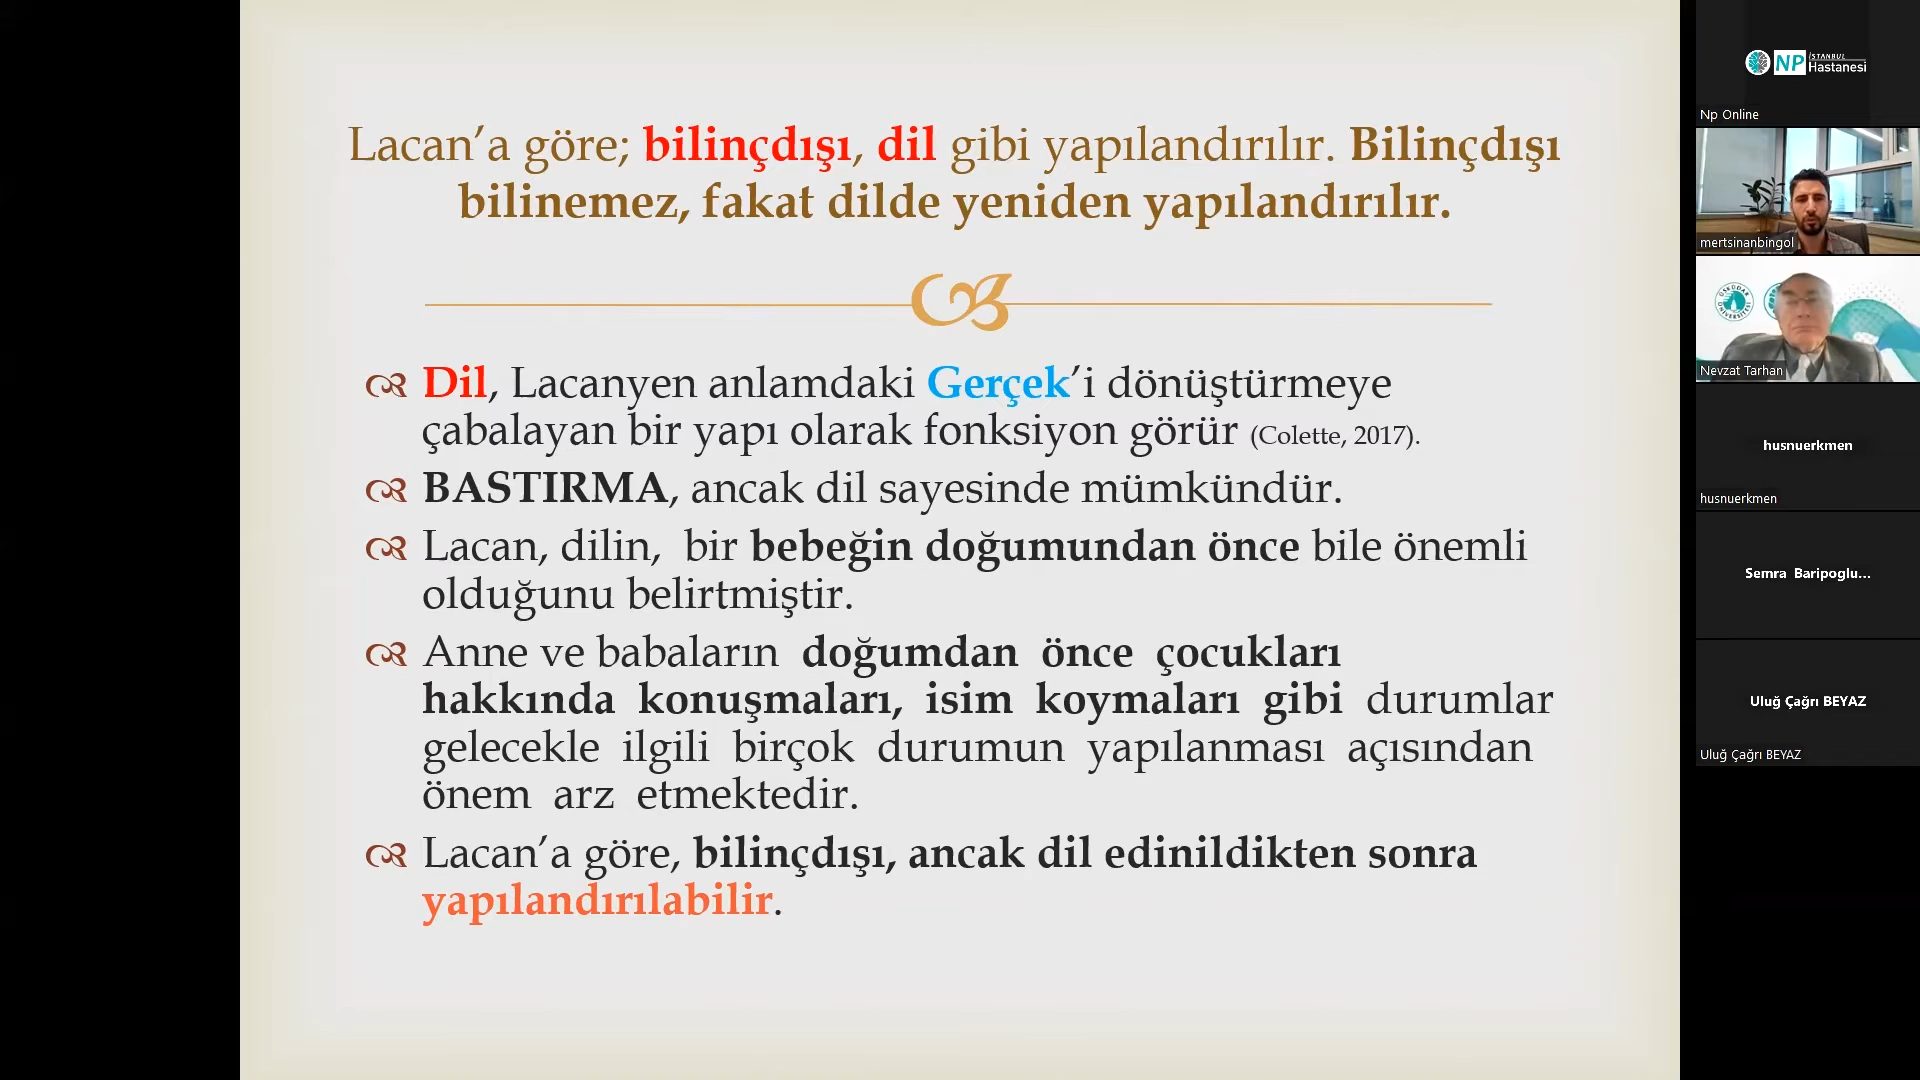 Lacan’a göre; bilinçdışı, dil gibi yapılandırılır. Bilinçdışı
bilinemez, fakat dilde yeniden yapılandırılır.
Dil, Lacanyen anlamdaki Gerçek’i dönüştürmeye
çabalayan bir yapı olarak fonksiyon görür (Colette, 2017).
BASTIRMA, ancak dil sayesinde mümkündür.
Lacan, dilin, bir bebeğin doğumundan önce bile önemli
olduğunu belirtmiştir.
Anne ve babaların doğumdan önce çocukları
hakkında konuşmaları, isim koymaları gibi durumlar
gelecekle ilgili birçok durumun yapılanması açısından
önem arz etmektedir.
Lacan’a göre, bilinçdışı, ancak dil edinildikten sonra
yapılandırılabilir.
NP İSTANBUL Hastanesi
Np Online
mertsinanbingol
ÜSKÜDAR ÜNİVERSİTESİ
Nevzat Tarhan
husnuerkmen
husnuerkmen
Semra Baripoglu...
Uluğ Çağrı BEYAZ
Uluğ Çağrı BEYAZ